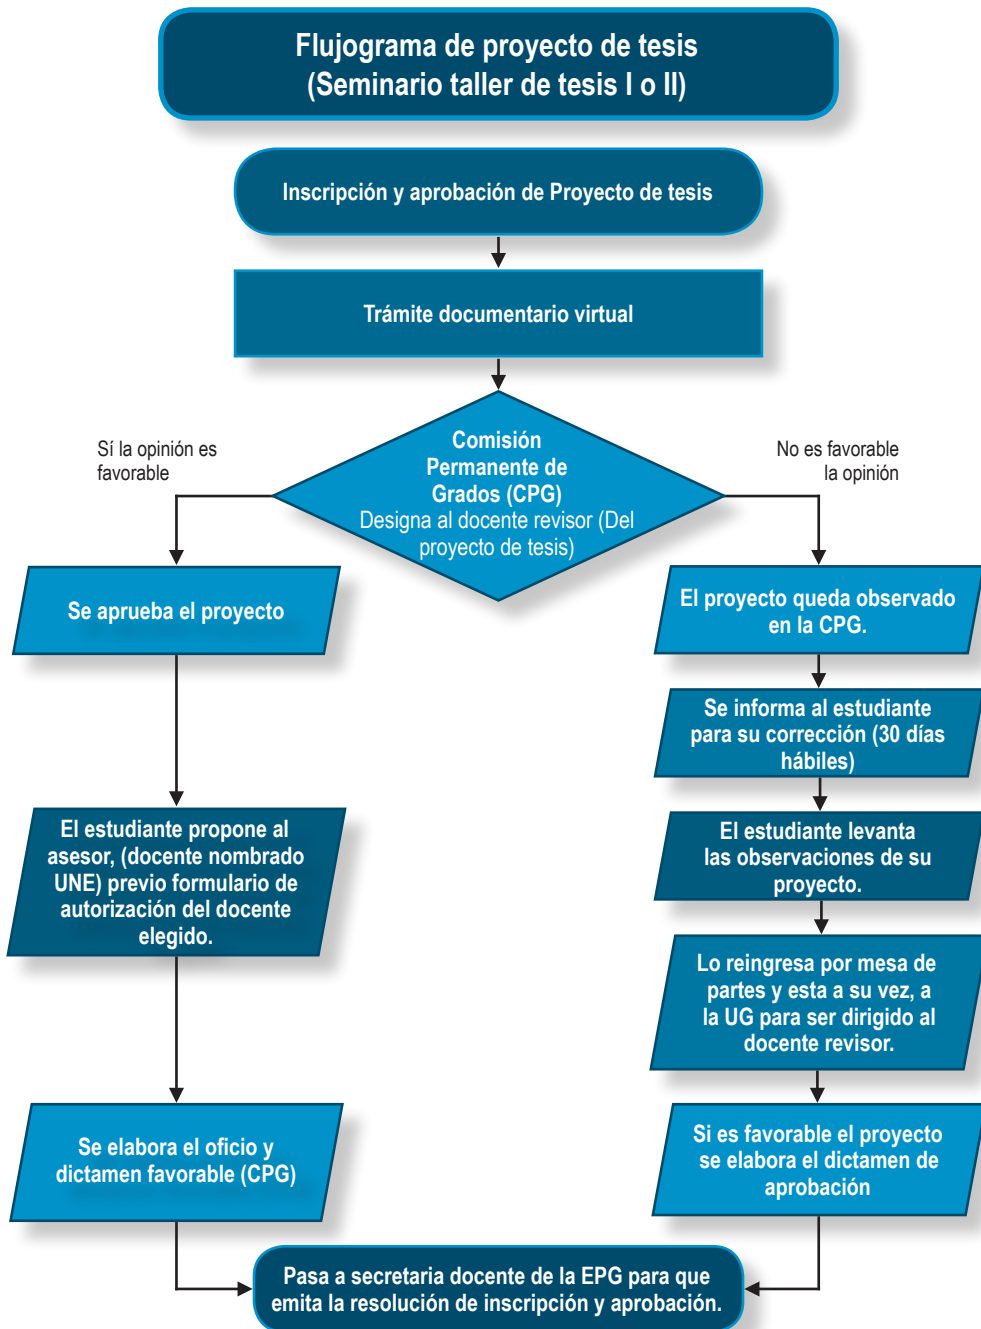 Flujograma de proyecto de tesis
(Seminario taller de tesis I o II)
Inscripción y aprobación de Proyecto de tesis
Trámite documentario virtual
Comisión
Permanente de
Grados (CPG)
Designa al docente revisor (Del
proyecto de tesis)
Sí la opinión es
favorable
No es favorable
la opinión
Se aprueba el proyecto
El estudiante propone al
asesor, (docente nombrado
UNE) previo formulario de
autorización del docente
elegido.
Se elabora el oficio y
dictamen favorable (CPG)
El proyecto queda observado
en la CPG.
Se informa al estudiante
para su corrección (30 días
hábiles)
El estudiante levanta
las observaciones de su
proyecto.
Lo reingresa por mesa de
partes y esta a su vez, a
la UG para ser dirigido al
docente revisor.
Si es favorable el proyecto
se elabora el dictamen de
aprobación
Pasa a secretaria docente de la EPG para que
emita la resolución de inscripción y aprobación.